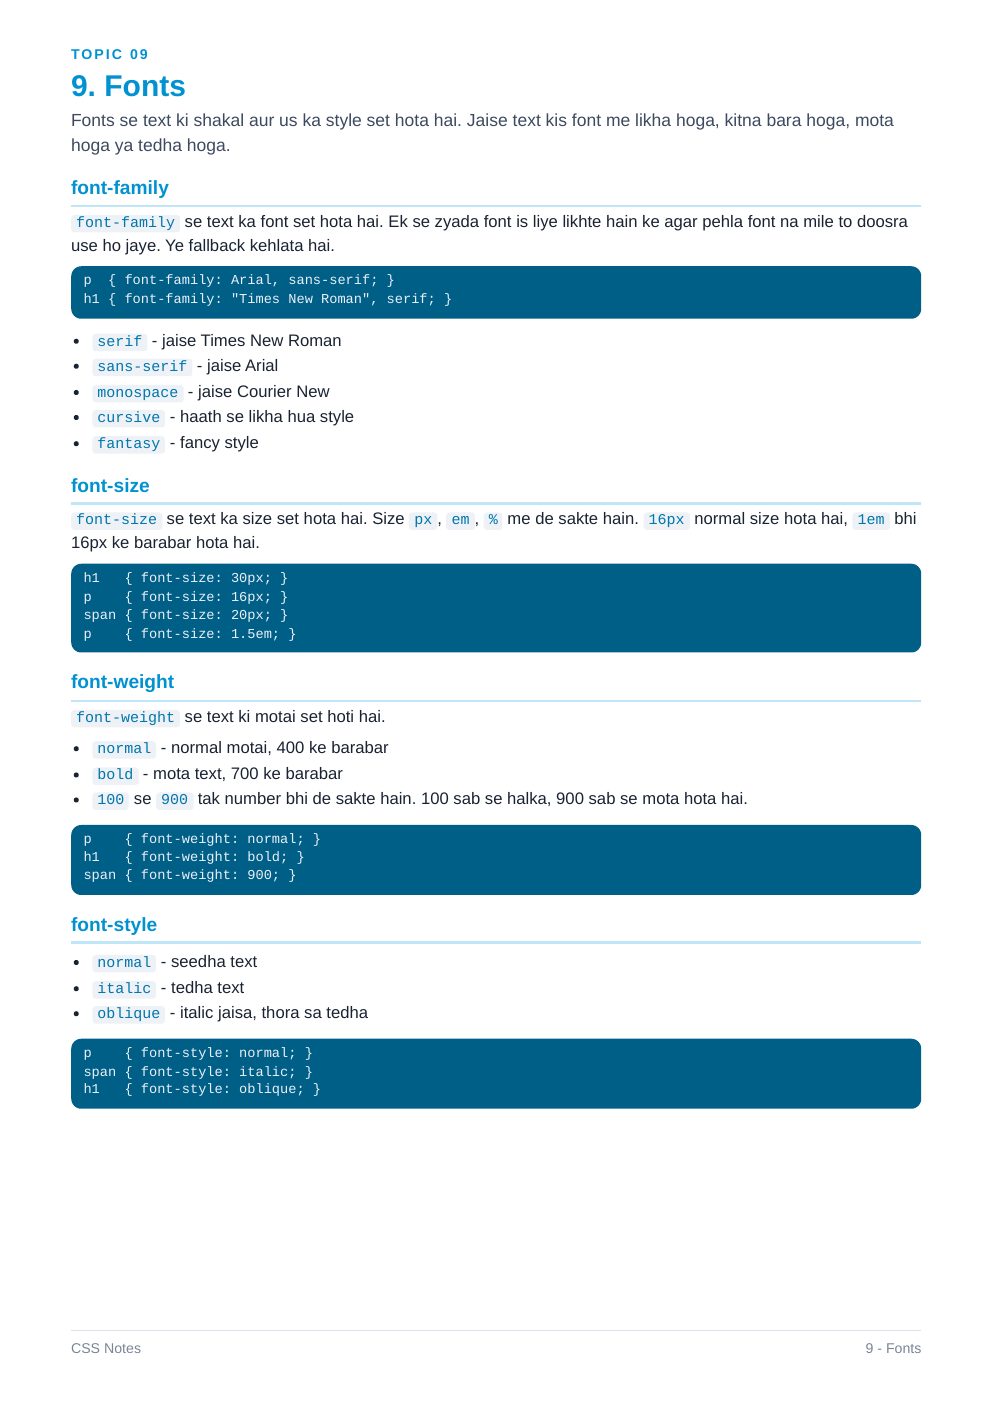 TOPIC 09
9. Fonts
Fonts se text ki shakal aur us ka style set hota hai. Jaise text kis font me likha hoga, kitna bara hoga, mota
hoga ya tedha hoga.
font-family
font-family se text ka font set hota hai. Ek se zyada font is liye likhte hain ke agar pehla font na mile to doosra
use ho jaye. Ye fallback kehlata hai.
p  { font-family: Arial, sans-serif; }
h1 { font-family: "Times New Roman", serif; }
• serif - jaise Times New Roman
• sans-serif - jaise Arial
• monospace - jaise Courier New
• cursive - haath se likha hua style
• fantasy - fancy style
font-size
font-size se text ka size set hota hai. Size px, em, % me de sakte hain. 16px normal size hota hai, 1em bhi
16px ke barabar hota hai.
h1   { font-size: 30px; }
p    { font-size: 16px; }
span { font-size: 20px; }
p    { font-size: 1.5em; }
font-weight
font-weight se text ki motai set hoti hai.
• normal - normal motai, 400 ke barabar
• bold - mota text, 700 ke barabar
• 100 se 900 tak number bhi de sakte hain. 100 sab se halka, 900 sab se mota hota hai.
p    { font-weight: normal; }
h1   { font-weight: bold; }
span { font-weight: 900; }
font-style
• normal - seedha text
• italic - tedha text
• oblique - italic jaisa, thora sa tedha
p    { font-style: normal; }
span { font-style: italic; }
h1   { font-style: oblique; }
CSS Notes
9 - Fonts